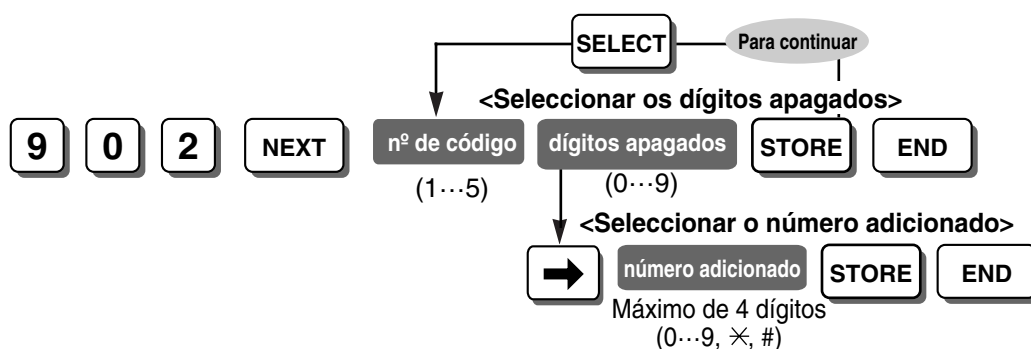 SELECT Para continuar
<Seleccionar os dígitos apagados>
9 0 2 NEXT nº de código dígitos apagados STORE END
(1···5) (0···9)
<Seleccionar o número adicionado>
➡ número adicionado STORE END
Máximo de 4 dígitos
(0···9, ✳, #)